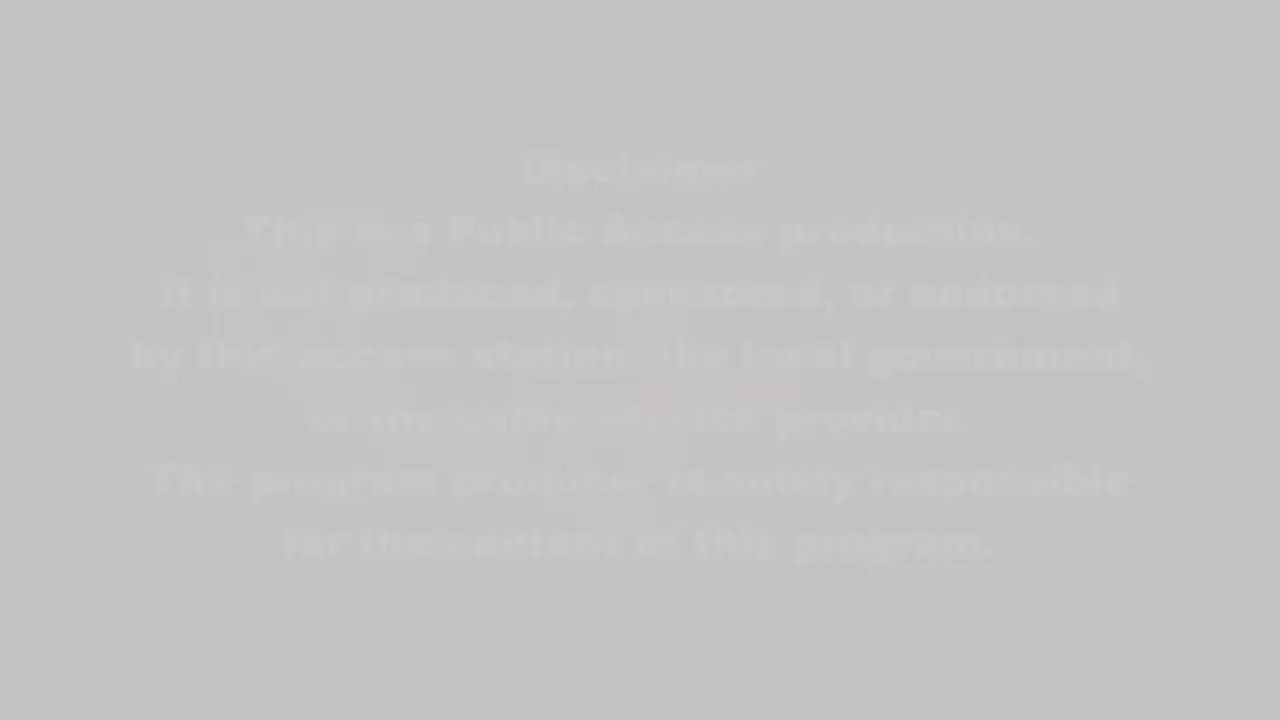 Disclaimer
This is a Public Access production.
It is not produced, sponsored, or endorsed
by this access station, the local government,
or the cable service provider.
The program producer is solely responsible
for the content of this program.